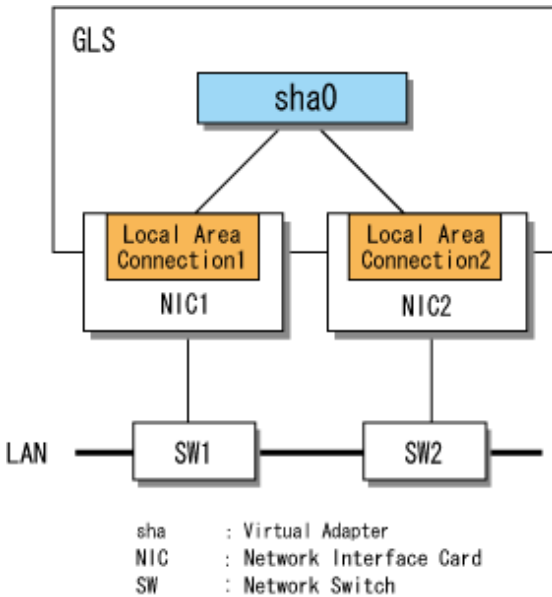 GLS
sha0
Local Area
Connection1
Local Area
Connection2
NIC1
NIC2
LAN
SW1
SW2
sha : Virtual Adapter
NIC : Network Interface Card
SW : Network Switch